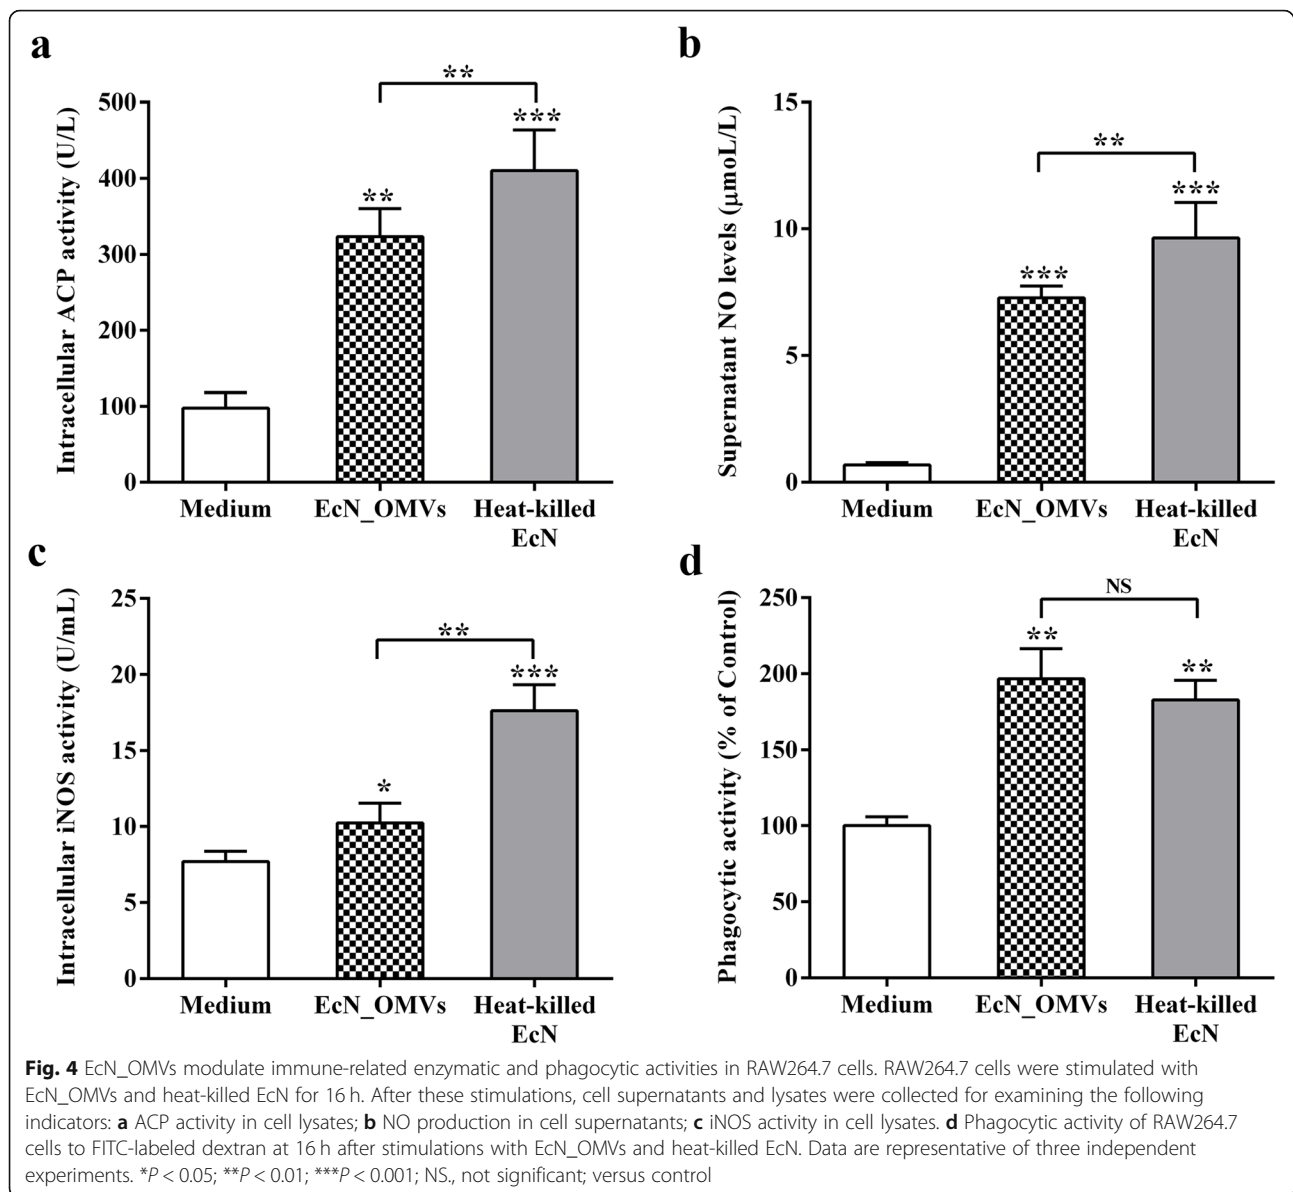 a
**
***
**
Intracellular ACP activity (U/L)
500
400
300
200
100
0
Medium
EcN_OMVs
Heat-killed
EcN
b
**
***
***
Supernatant NO levels (μmoL/L)
15
10
5
0
Medium
EcN_OMVs
Heat-killed
EcN
c
**
***
*
Intracellular iNOS activity (U/mL)
25
20
15
10
5
0
Medium
EcN_OMVs
Heat-killed
EcN
d
NS
**
**
Phagocytic activity (% of Control)
250
200
150
100
50
0
Medium
EcN_OMVs
Heat-killed
EcN
Fig. 4 EcN_OMVs modulate immune-related enzymatic and phagocytic activities in RAW264.7 cells. RAW264.7 cells were stimulated with
EcN_OMVs and heat-killed EcN for 16 h. After these stimulations, cell supernatants and lysates were collected for examining the following
indicators: a ACP activity in cell lysates; b NO production in cell supernatants; c iNOS activity in cell lysates. d Phagocytic activity of RAW264.7
cells to FITC-labeled dextran at 16 h after stimulations with EcN_OMVs and heat-killed EcN. Data are representative of three independent
experiments. *P < 0.05; **P < 0.01; ***P < 0.001; NS., not significant; versus control